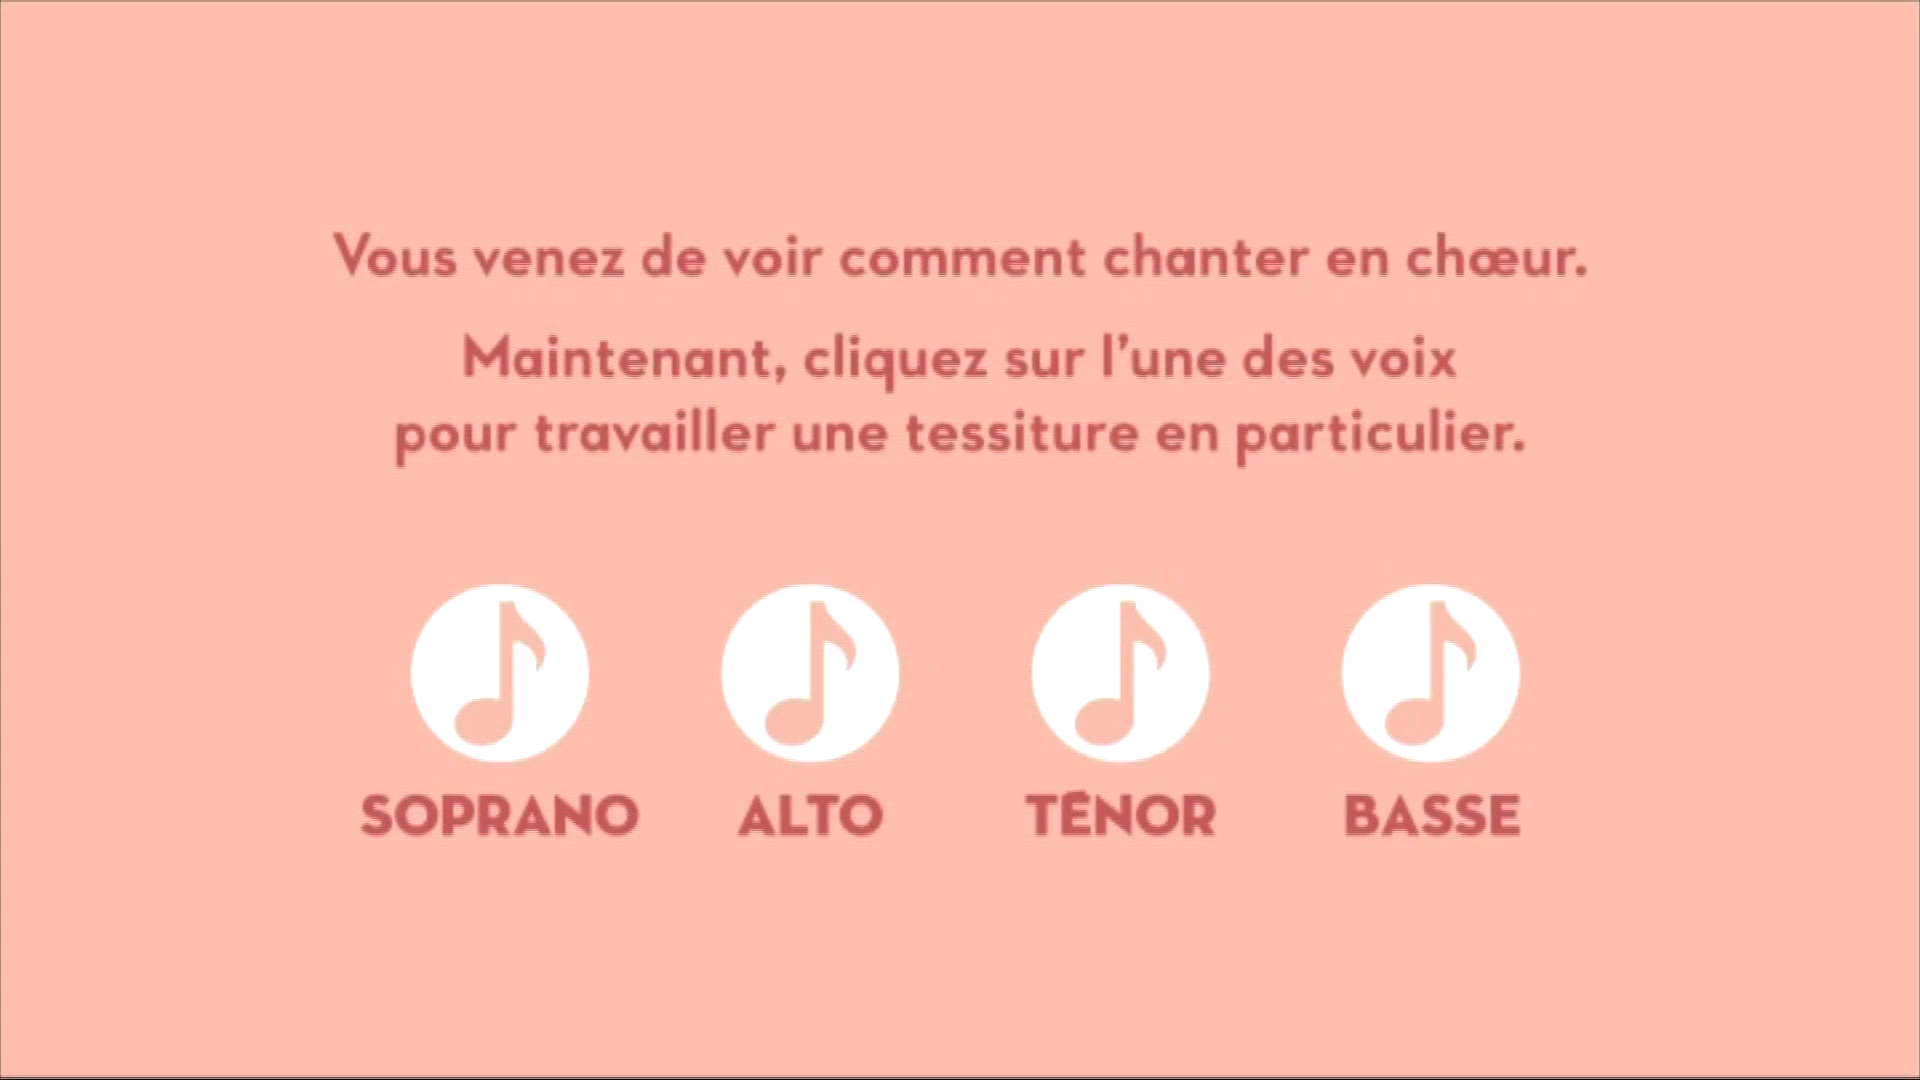 Vous venez de voir comment chanter en chœur.
Maintenant, cliquez sur l’une des voix
pour travailler une tessiture en particulier.
SOPRANO
ALTO
TÉNOR
BASSE